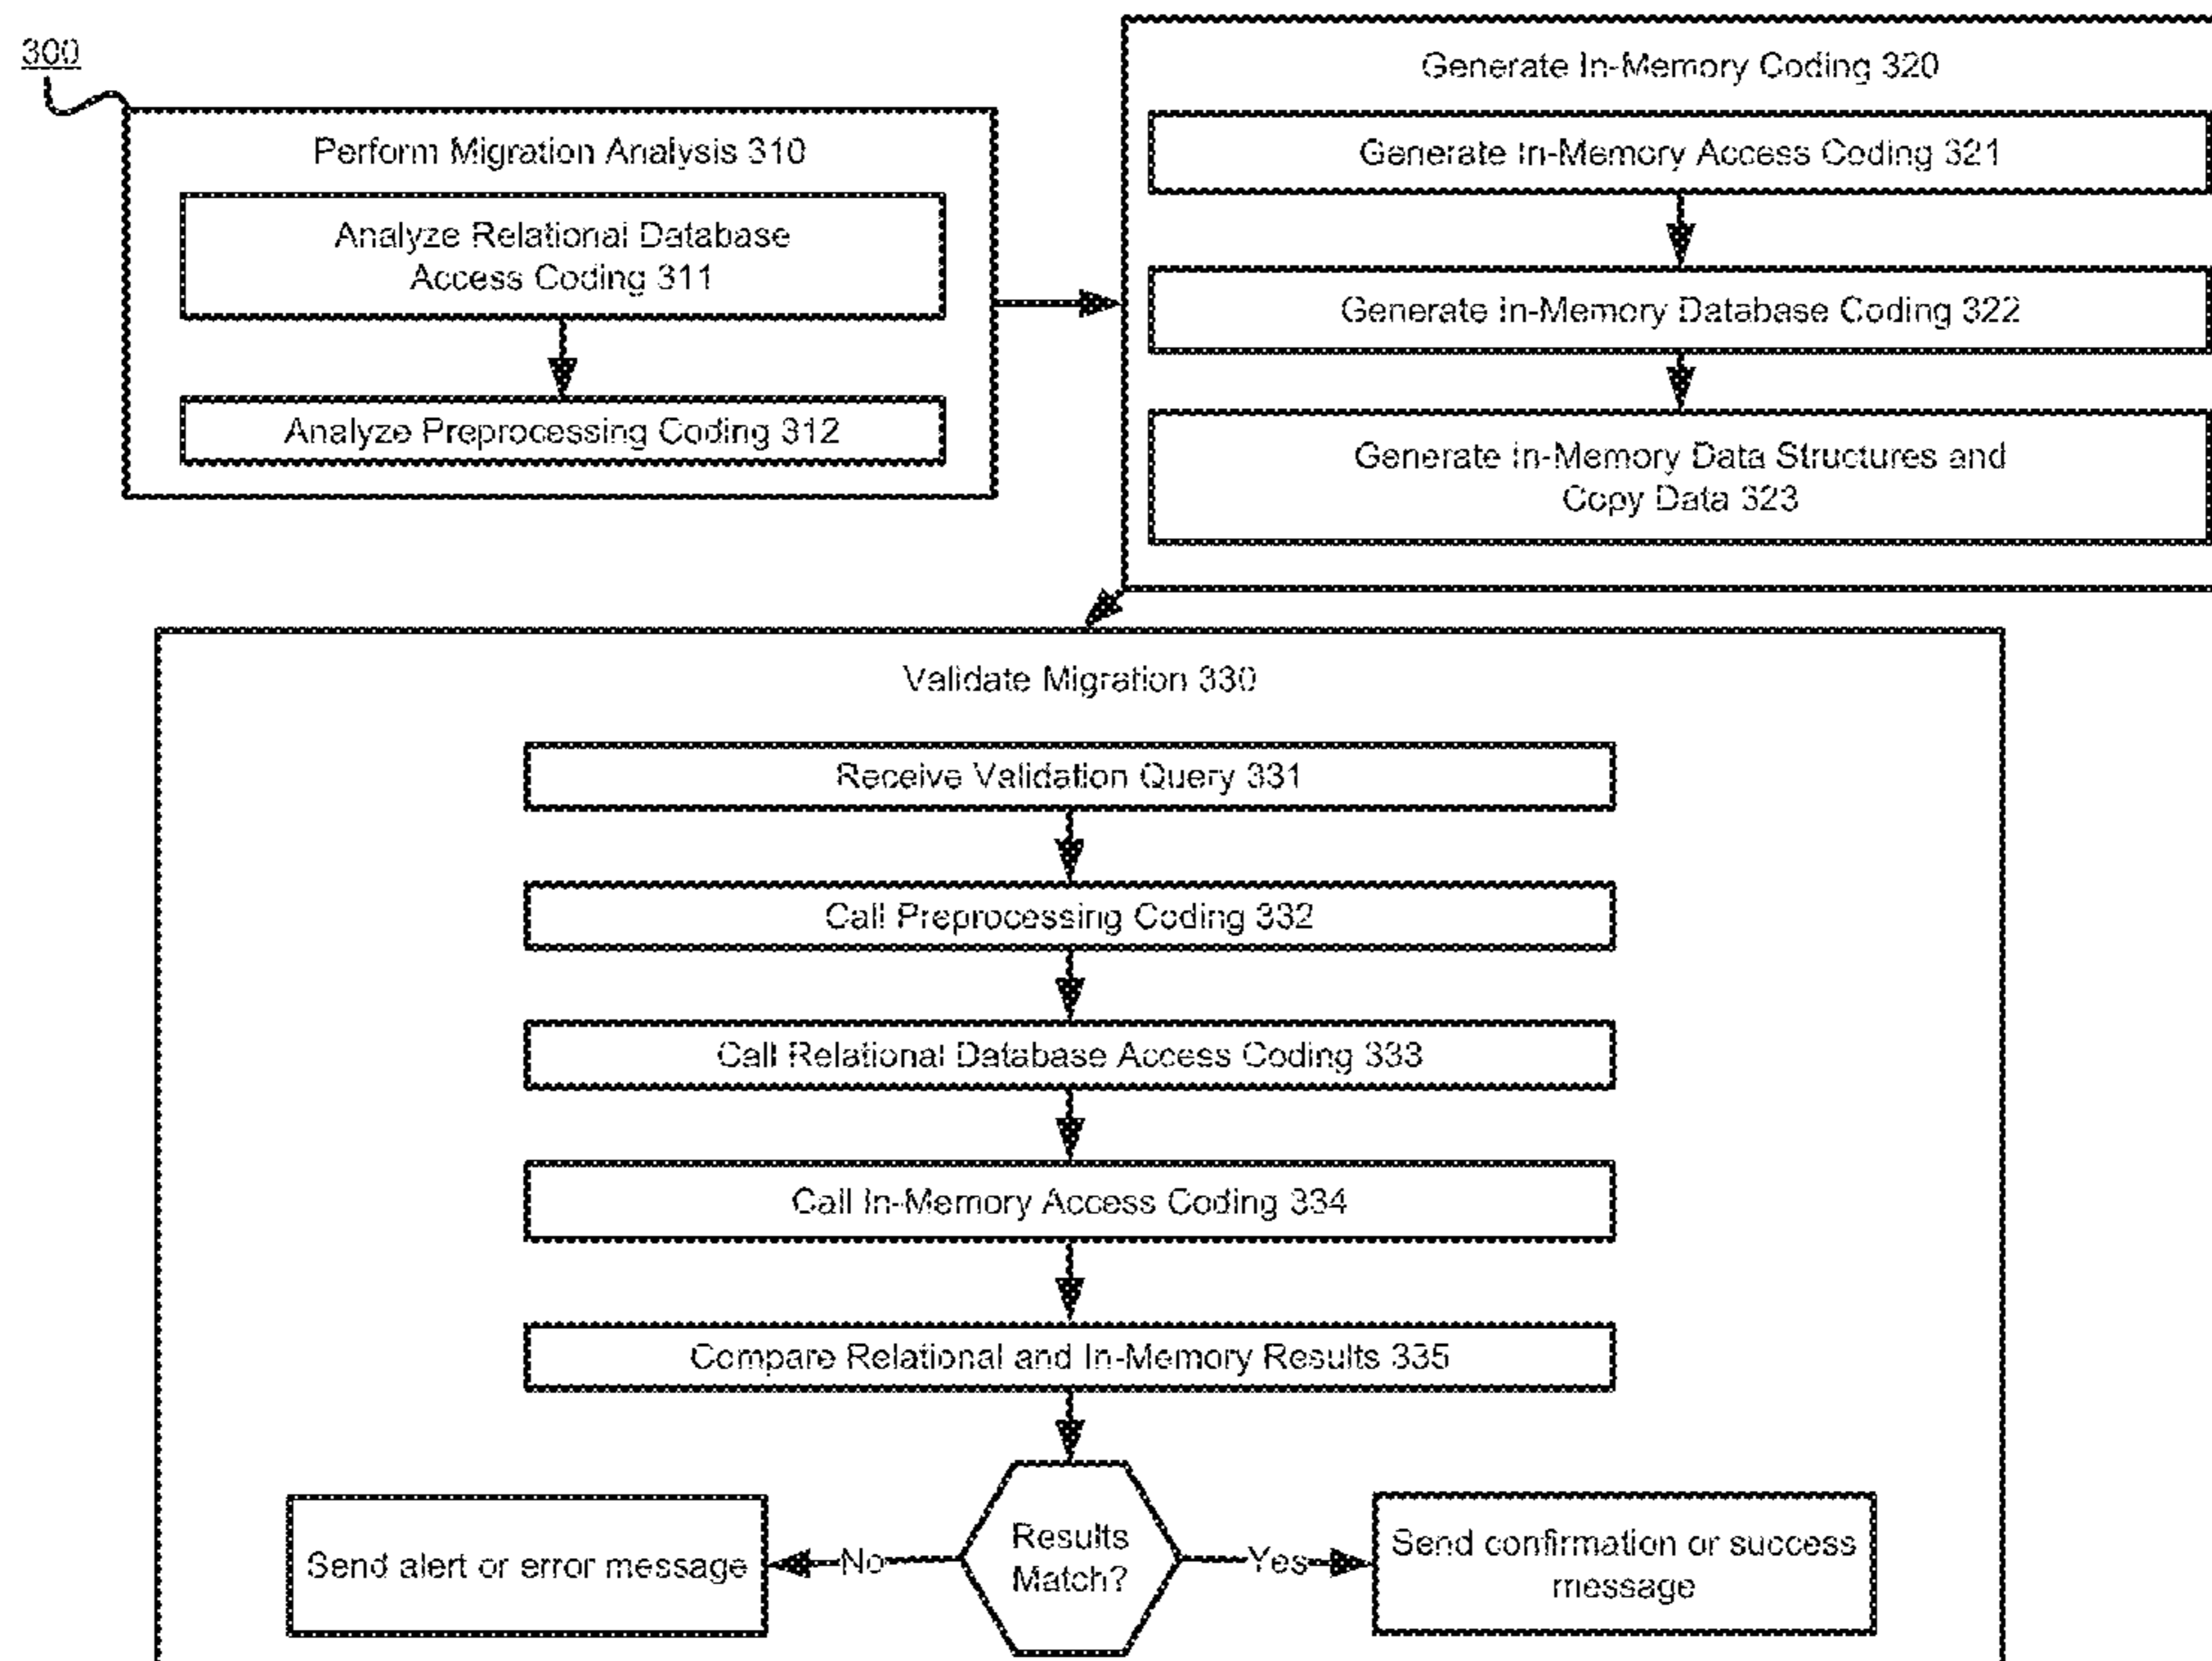 300
Perform Migration Analysis 310
Analyze Relational Database
Access Coding 311
Analyze Preprocessing Coding 312
Generate In-Memory Coding 320
Generate In-Memory Access Coding 321
Generate In-Memory Database Coding 322
Generate In-Memory Data Structures and
Copy Data 323
Validate Migration 330
Receive Validation Query 331
Call Preprocessing Coding 332
Call Relational Database Access Coding 333
Call In-Memory Access Coding 334
Compare Relational and In-Memory Results 335
Send alert or error message
No
Results
Match?
Yes
Send confirmation or success
message